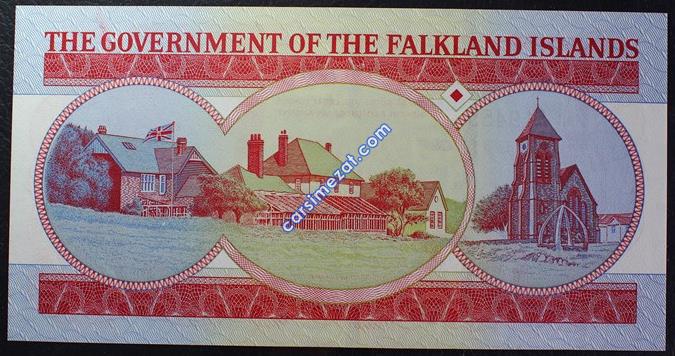 THE GOVERNMENT OF THE FALKLAND ISLANDS
carsimezat.com